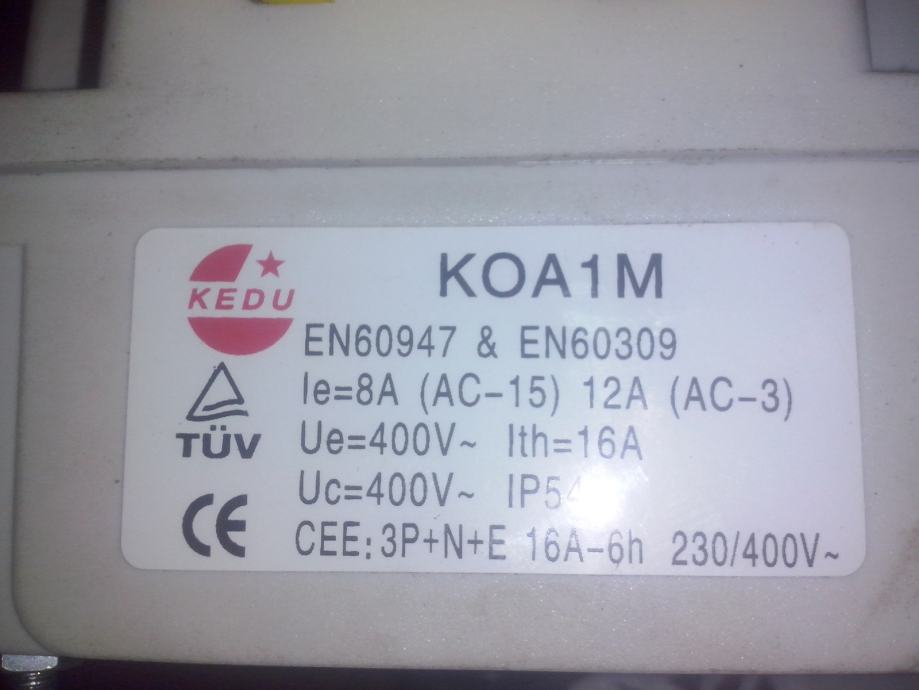 KEDU
KOA1M
EN60947 & EN60309
Ie=8A (AC-15) 12A (AC-3)
TÜV
Ue=400V~ Ith=16A
Uc=400V~ IP54
CE
CEE: 3P+N+E 16A-6h 230/400V~